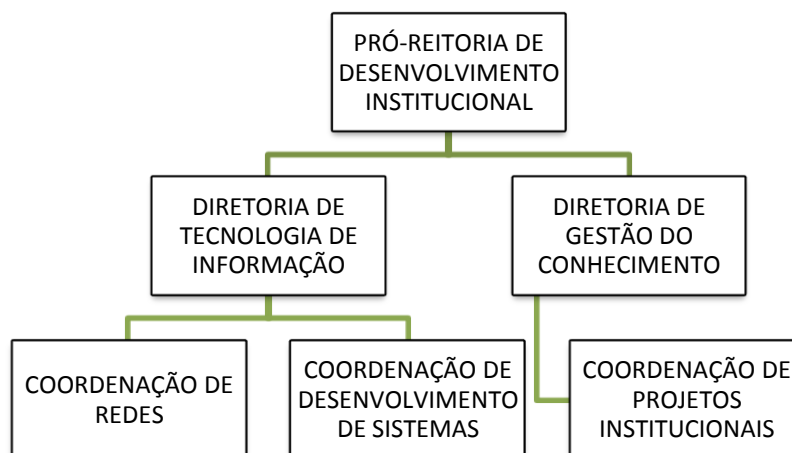 PRÓ-REITORIA DE
DESENVOLVIMENTO
INSTITUCIONAL
DIRETORIA DE
TECNOLOGIA DE
INFORMAÇÃO
DIRETORIA DE
GESTÃO DO
CONHECIMENTO
COORDENAÇÃO DE
REDES
COORDENAÇÃO DE
DESENVOLVIMENTO
DE SISTEMAS
COORDENAÇÃO DE
PROJETOS
INSTITUCIONAIS